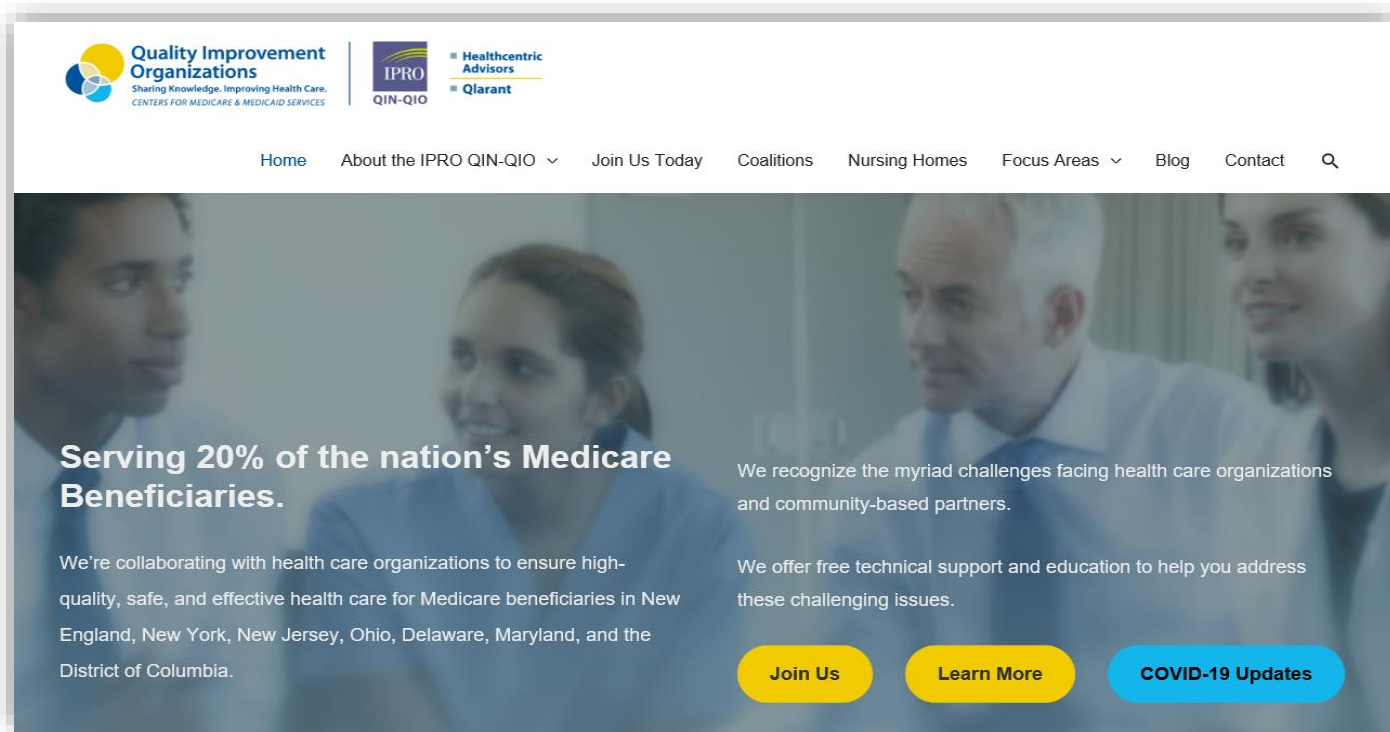 Quality Improvement
Organizations
Sharing Knowledge. Improving Health Care.
CENTERS FOR MEDICARE & MEDICAID SERVICES
IPRO
QIN-QIO
Healthcentric
Advisors
Qlarant
Home About the IPRO QIN-QIO Join Us Today Coalitions Nursing Homes Focus Areas Blog Contact
Serving 20% of the nation’s Medicare
Beneficiaries.
We’re collaborating with health care organizations to ensure high-
quality, safe, and effective health care for Medicare beneficiaries in New
England, New York, New Jersey, Ohio, Delaware, Maryland, and the
District of Columbia.
We recognize the myriad challenges facing health care organizations
and community-based partners.
We offer free technical support and education to help you address
these challenging issues.
Join Us Learn More COVID-19 Updates